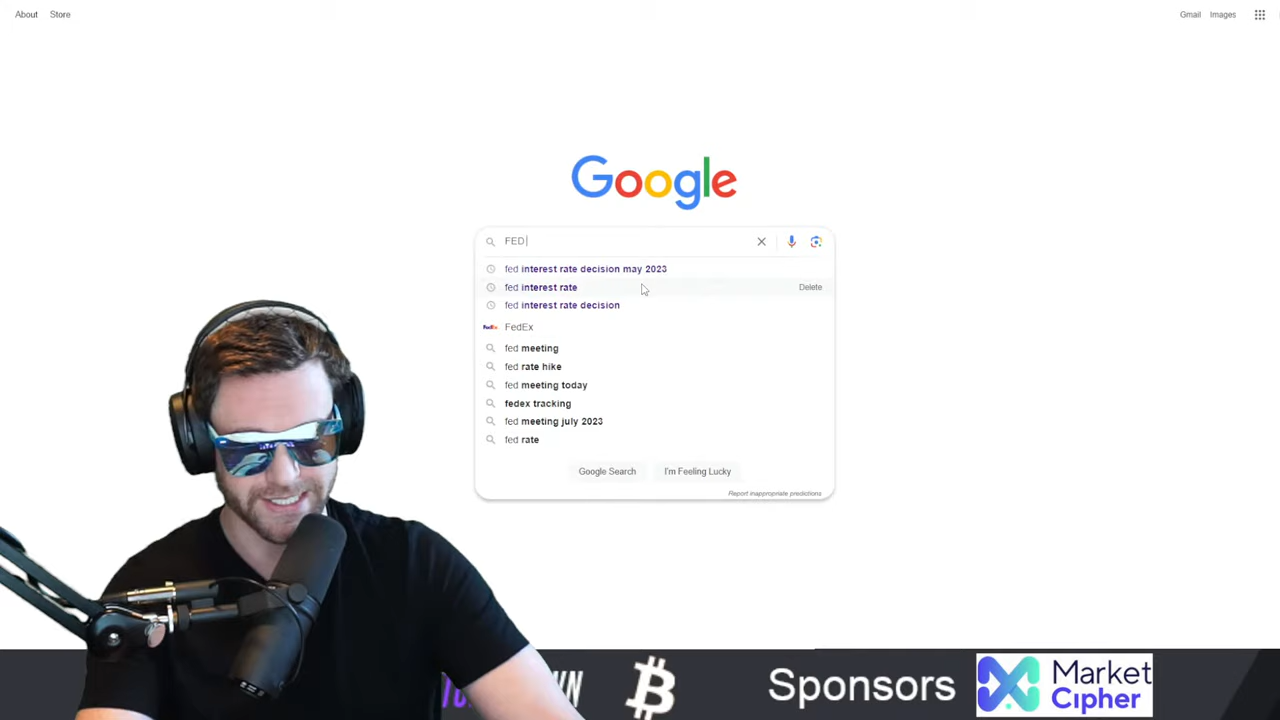 About Store
Gmail Images
Google
FED
fed interest rate decision may 2023
fed interest rate
Delete
fed interest rate decision
FedEx FedEx
fed meeting
fed rate hike
fed meeting today
fedex tracking
fed meeting july 2023
fed rate
Google Search I'm Feeling Lucky
Report inappropriate predictions
Sponsors
Market
Cipher